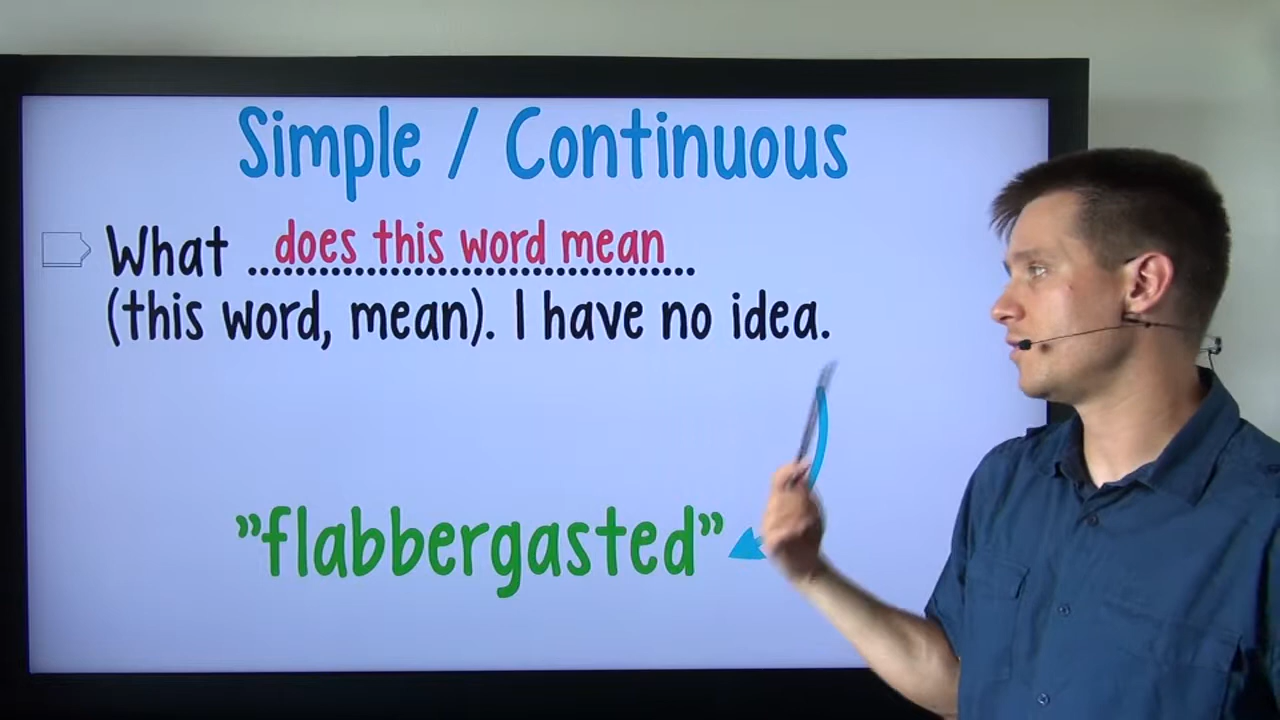 Simple / Continuous
What does this word mean
(this word, mean). I have no idea.
”flabbergasted”